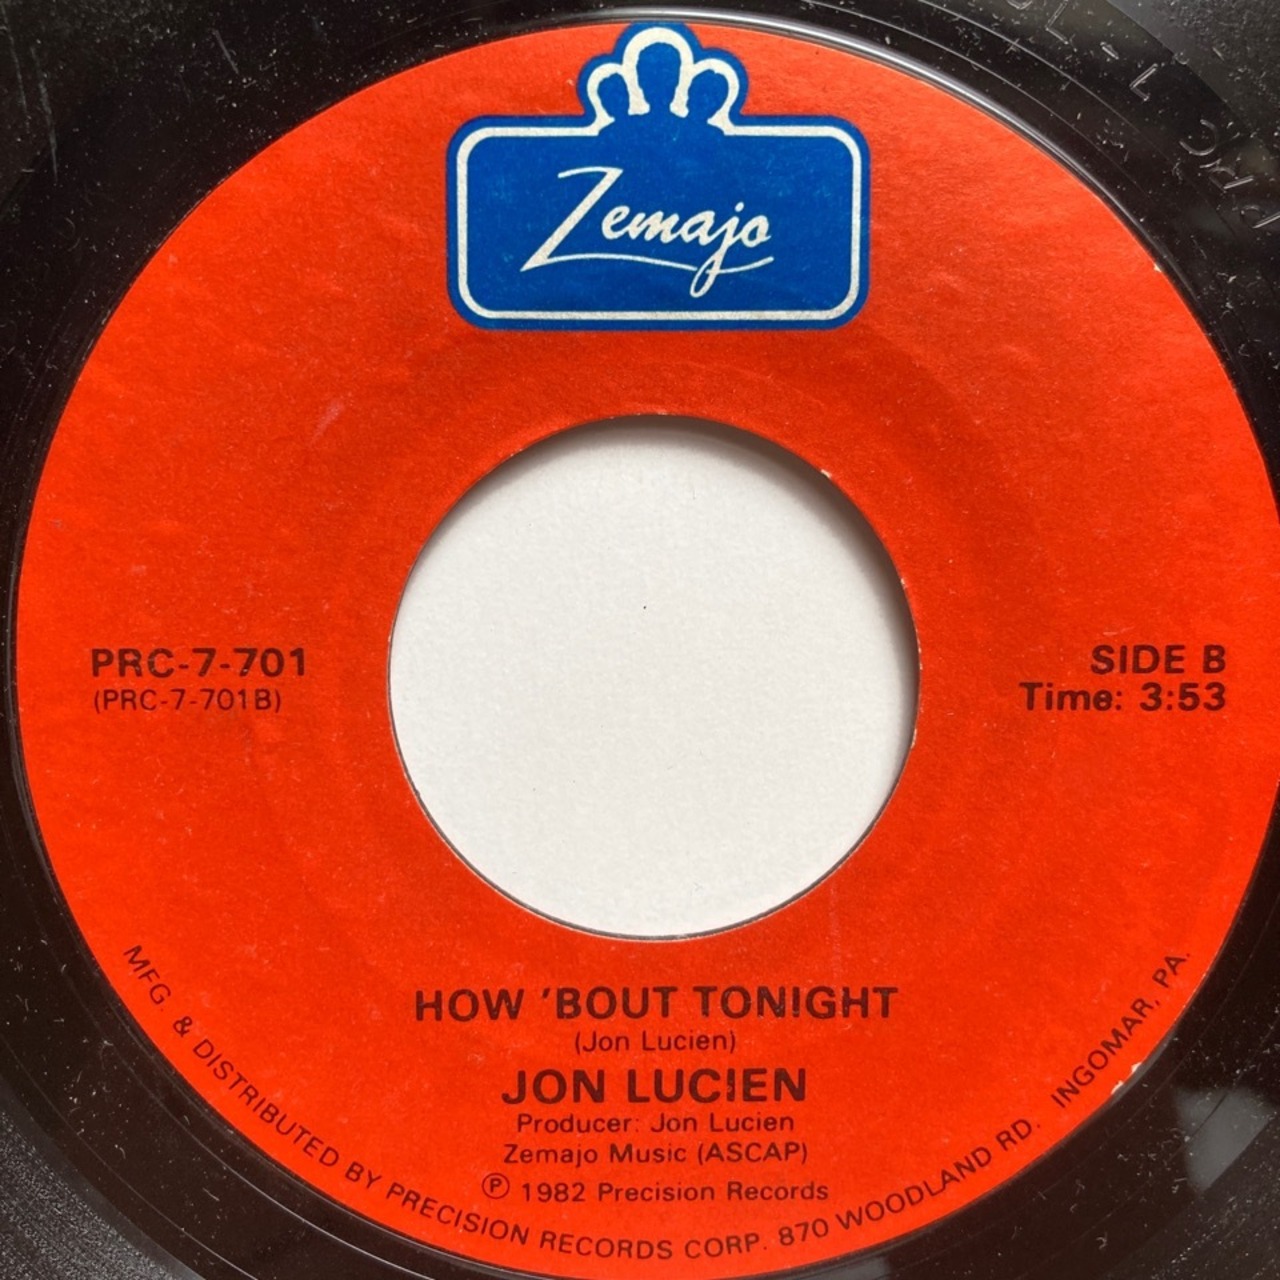 Zemajo
PRC-7-701
(PRC-7-701B)
SIDE B
Time: 3:53
HOW 'BOUT TONIGHT
(Jon Lucien)
JON LUCIEN
Producer: Jon Lucien
Zemajo Music (ASCAP)
Ⓟ 1982 Precision Records
MFG. & DISTRIBUTED BY PRECISION RECORDS CORP. 870 WOODLAND RD. INGOMAR, PA.